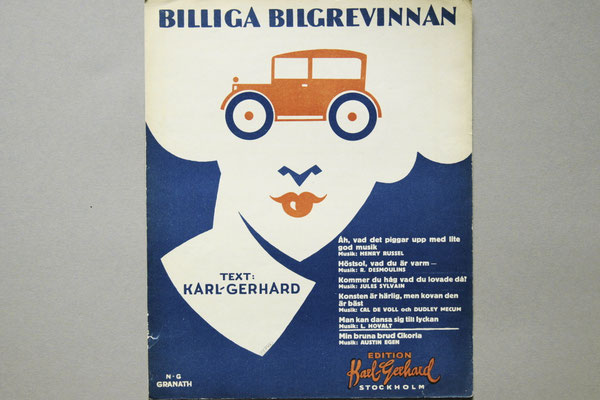 BILLIGA BILGREVINNAN
TEXT:
KARL-GERHARD
Åh, vad det piggar upp med lite
god musik
Musik: HENRY RUSSEL
Höstsol, vad du är varm —
Musik: R. DESMOULINS
Kommer du håg vad du lovade då?
Musik: JULES SYLVAIN
Konsten är härlig, men kovan den
är bäst
Musik: CAL DE VOLL och DUDLEY MECUM
Man kan dansa sig till lyckan
Musik: L. HOVALT
Min bruna brud Cikoria
Musik: AUSTIN EGEN
EDITION
Karl-Gerhard
STOCKHOLM
N-G
GRANATH